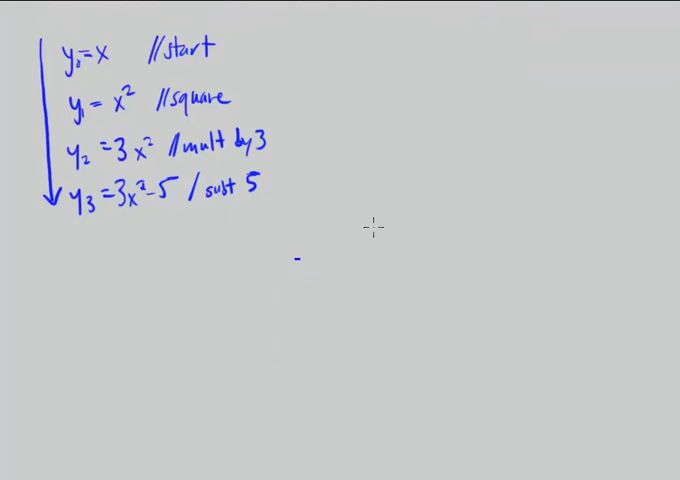 y₀=x //start
y₁ = x² //square
y₂ =3x² //mult by 3
y₃ =3x²-5 / subt 5